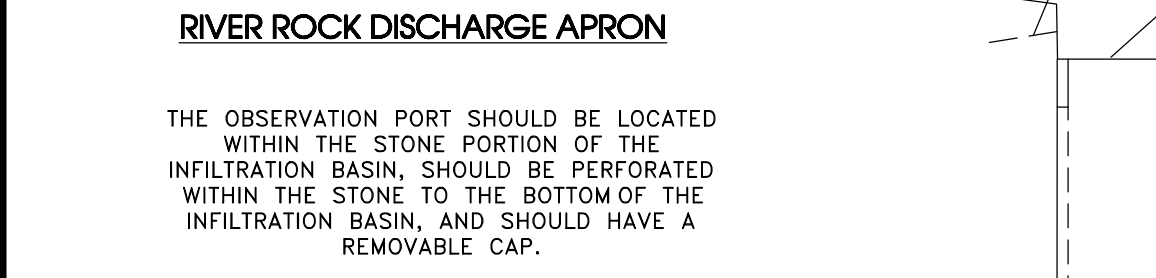 RIVER ROCK DISCHARGE APRON
THE OBSERVATION PORT SHOULD BE LOCATED
WITHIN THE STONE PORTION OF THE
INFILTRATION BASIN, SHOULD BE PERFORATED
WITHIN THE STONE TO THE BOTTOM OF THE
INFILTRATION BASIN, AND SHOULD HAVE A
REMOVABLE CAP.